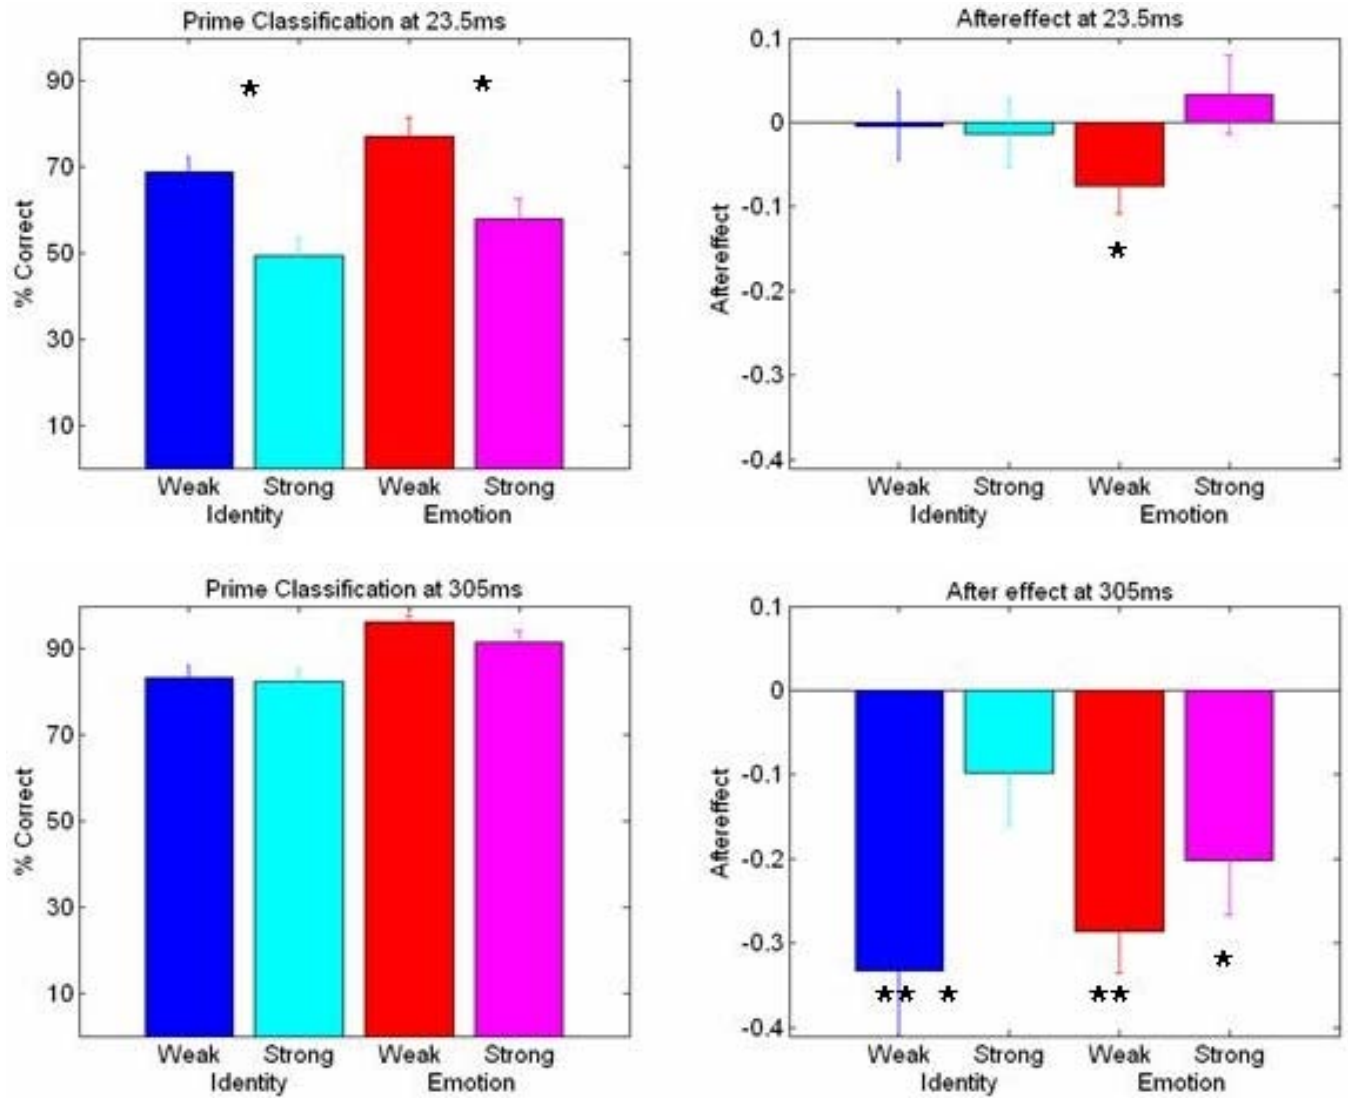 Prime Classification at 23.5ms
90
70
50
30
10
% Correct
Weak Strong Weak Strong
Identity Emotion
Aftereffect at 23.5ms
0.1
0
-0.1
-0.2
-0.3
-0.4
Aftereffect
Weak Strong Weak Strong
Identity Emotion
Prime Classification at 305ms
90
70
50
30
10
% Correct
Weak Strong Weak Strong
Identity Emotion
After effect at 305ms
0.1
0
-0.1
-0.2
-0.3
-0.4
Aftereffect
Weak Strong Weak Strong
Identity Emotion